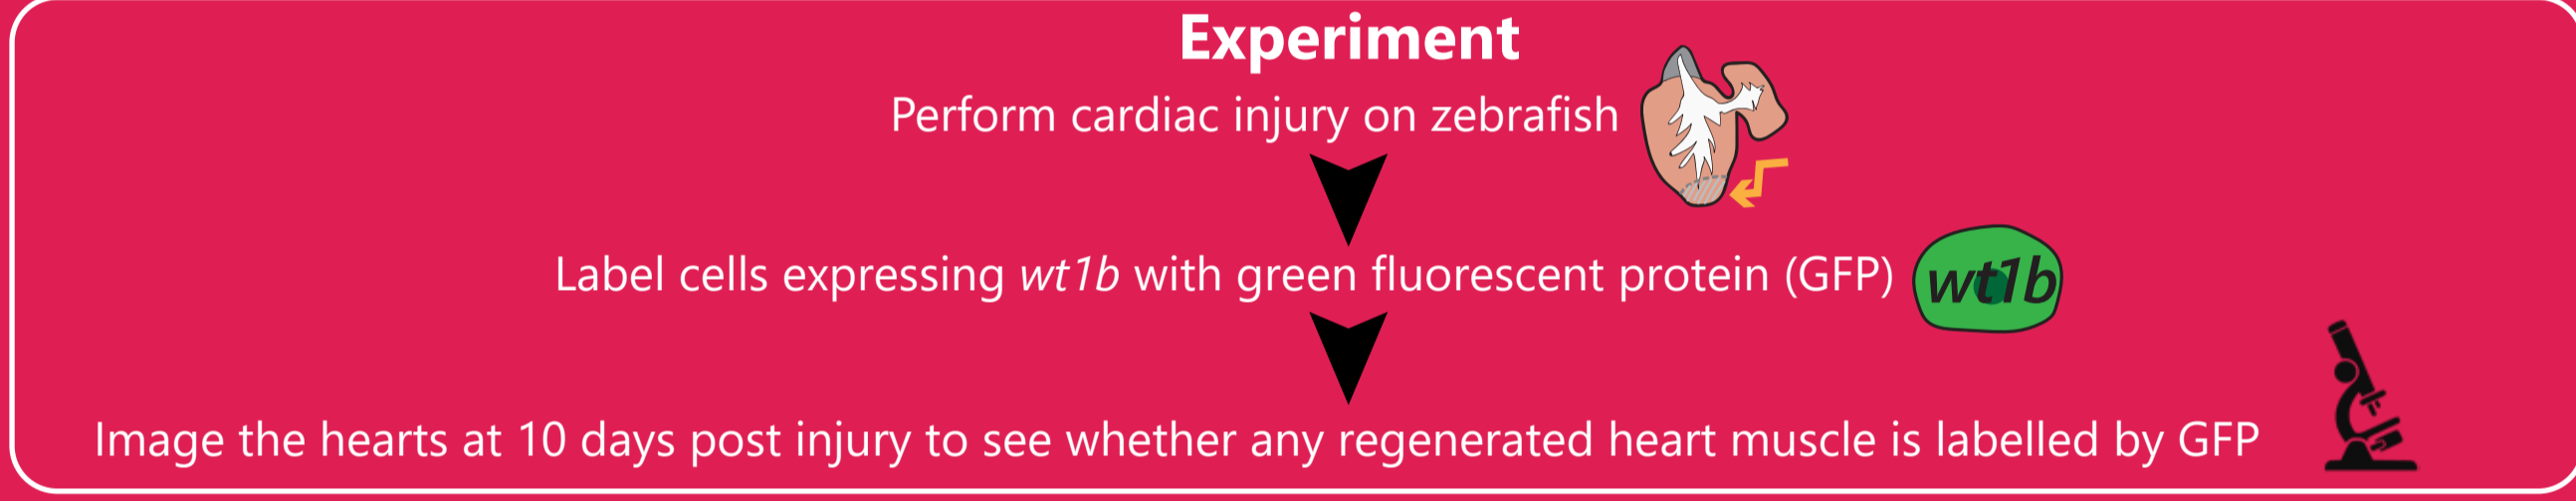 Experiment
Perform cardiac injury on zebrafish
Label cells expressing wt1b with green fluorescent protein (GFP)
wt1b
Image the hearts at 10 days post injury to see whether any regenerated heart muscle is labelled by GFP